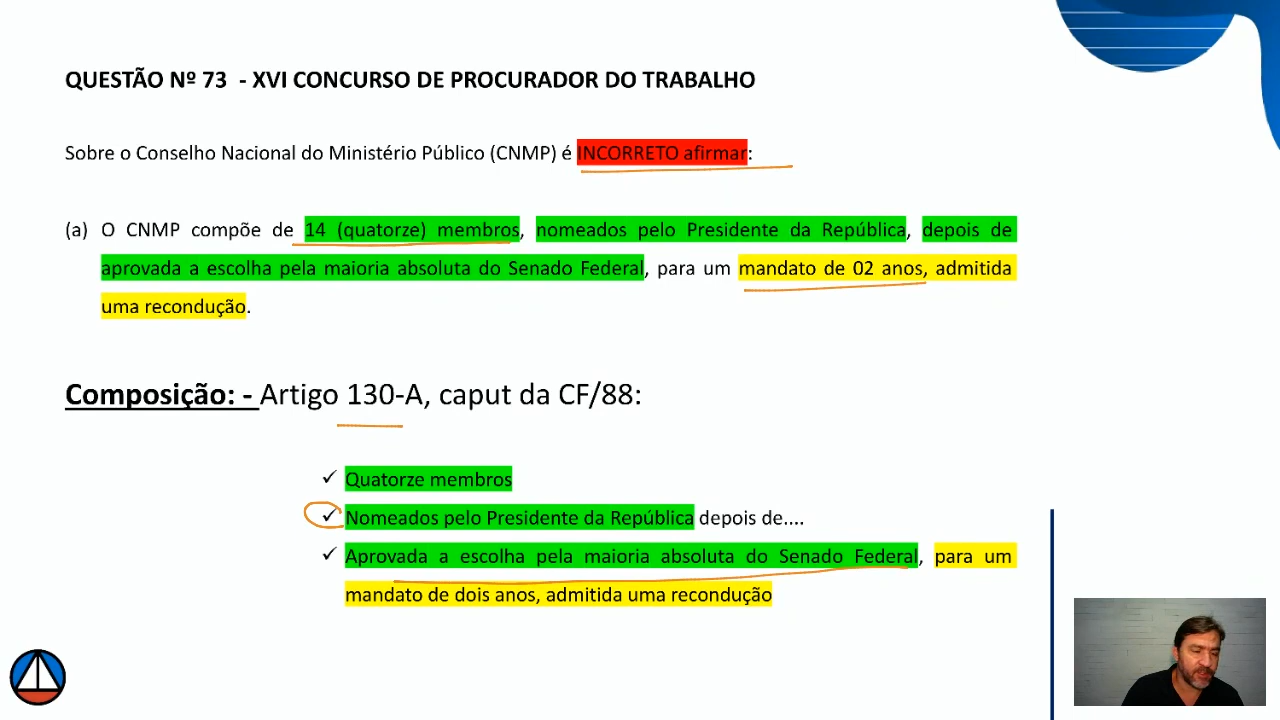 QUESTÃO Nº 73 - XVI CONCURSO DE PROCURADOR DO TRABALHO
Sobre o Conselho Nacional do Ministério Público (CNMP) é INCORRETO afirmar:
(a) O CNMP compõe de 14 (quatorze) membros, nomeados pelo Presidente da República, depois de
aprovada a escolha pela maioria absoluta do Senado Federal, para um mandato de 02 anos, admitida
uma recondução.
Composição: - Artigo 130-A, caput da CF/88:
✓ Quatorze membros
✓ Nomeados pelo Presidente da República depois de....
✓ Aprovada a escolha pela maioria absoluta do Senado Federal, para um
mandato de dois anos, admitida uma recondução